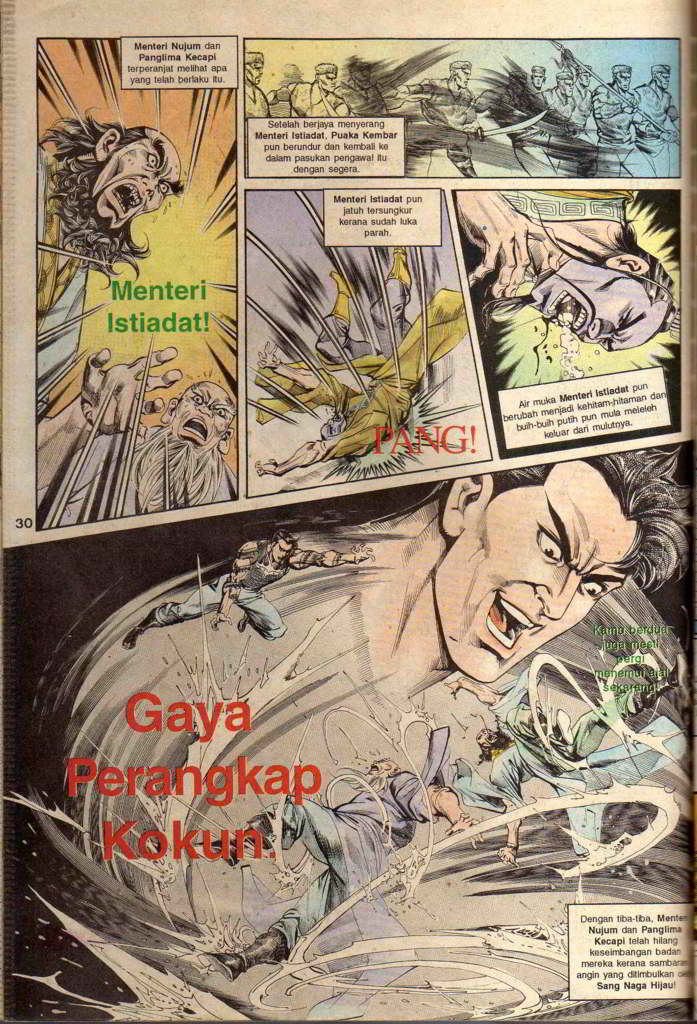 Menteri Nujum dan
Panglima Kecapi
terperanjat melihat apa
yang telah berlaku itu.
Menteri
Istiadat!
Setelah berjaya menyerang
Menteri Istiadat, Puaka Kembar
pun berundur dan kembali ke
dalam pasukan pengawal itu
dengan segera.
Menteri Istiadat pun
jatuh tersungkur
kerana sudah luka
parah.
PANG!
Air muka Menteri Istiadat pun
berubah menjadi kehitam-hitaman dan
buih-buih putih pun mula meleleh
keluar dari mulutnya.
30
Kamu berdua
juga mesti
pergi
menemui ajal
sekarang!
Gaya
Perangkap
Kokun.
Dengan tiba-tiba, Menteri
Nujum dan Panglima
Kecapi telah hilang
keseimbangan badan
mereka kerana sambaran
angin yang ditimbulkan
Sang Naga Hijau!